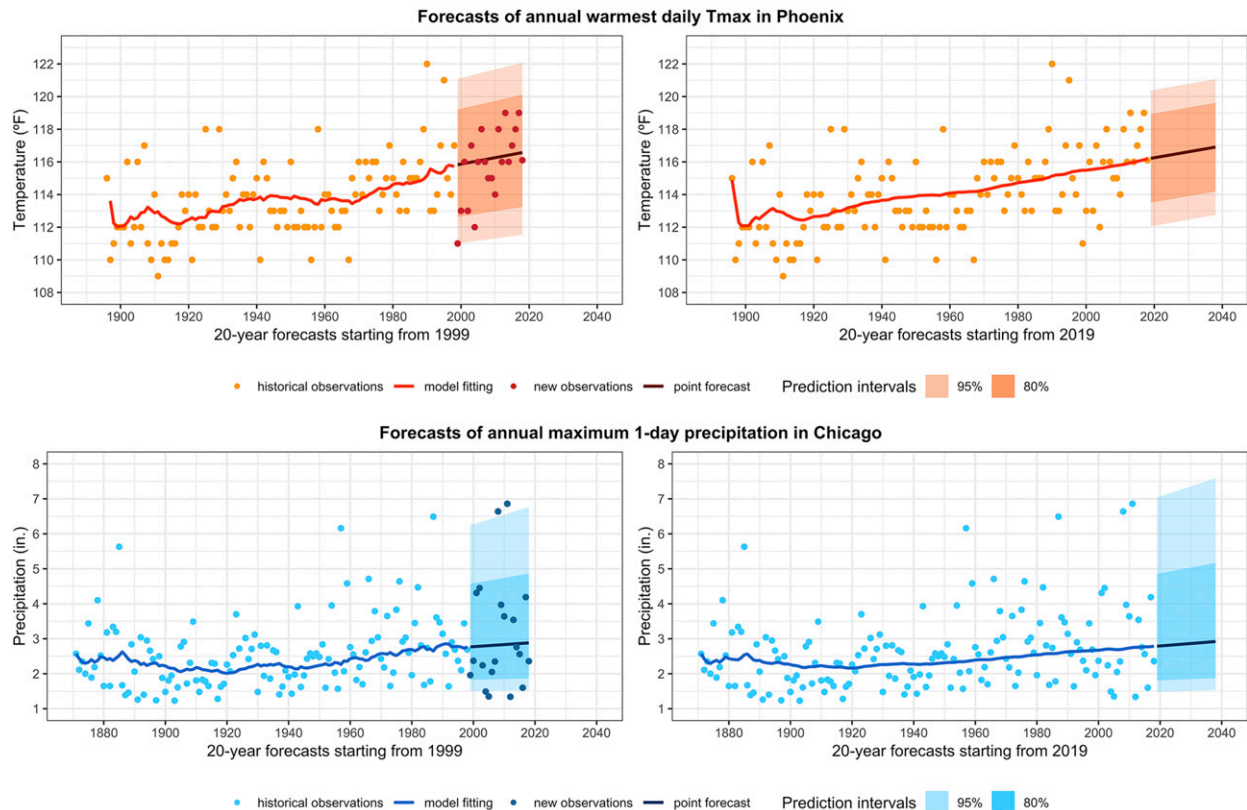 Forecasts of annual warmest daily Tmax in Phoenix
Temperature (ºF)
122
120
118
116
114
112
110
108
1900 1920 1940 1960 1980 2000 2020 2040
20-year forecasts starting from 1999
Temperature (ºF)
122
120
118
116
114
112
110
108
1900 1920 1940 1960 1980 2000 2020 2040
20-year forecasts starting from 2019
historical observations model fitting new observations point forecast Prediction intervals 95% 80%
Forecasts of annual maximum 1-day precipitation in Chicago
Precipitation (in.)
8
7
6
5
4
3
2
1
1880 1900 1920 1940 1960 1980 2000 2020 2040
20-year forecasts starting from 1999
Precipitation (in.)
8
7
6
5
4
3
2
1
1880 1900 1920 1940 1960 1980 2000 2020 2040
20-year forecasts starting from 2019
historical observations model fitting new observations point forecast Prediction intervals 95% 80%